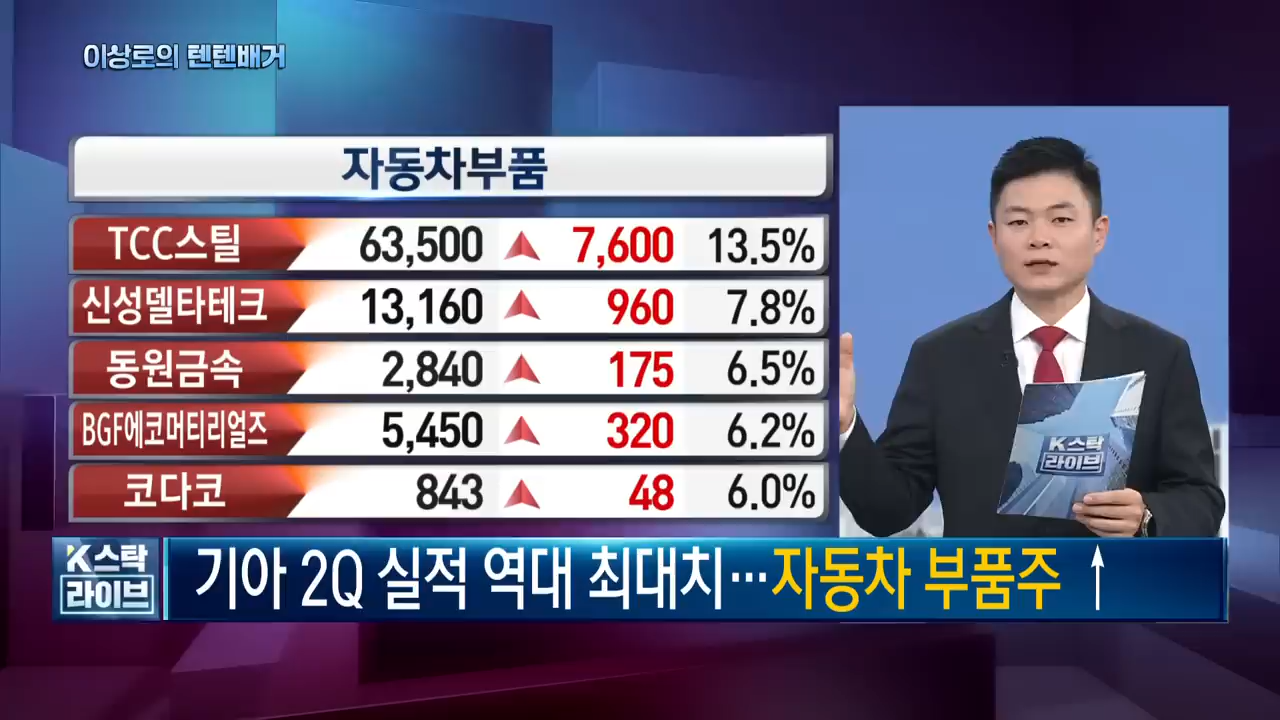 이상로의 텐텐배거
자동차부품
TCC스틸 63,500 ▲ 7,600 13.5%
신성델타테크 13,160 ▲ 960 7.8%
동원금속 2,840 ▲ 175 6.5%
BGF에코머티리얼즈 5,450 ▲ 320 6.2%
코다코 843 ▲ 48 6.0%
K스탁
라이브
K스탁
라이브
기아 2Q 실적 역대 최대치…자동차 부품주 ↑